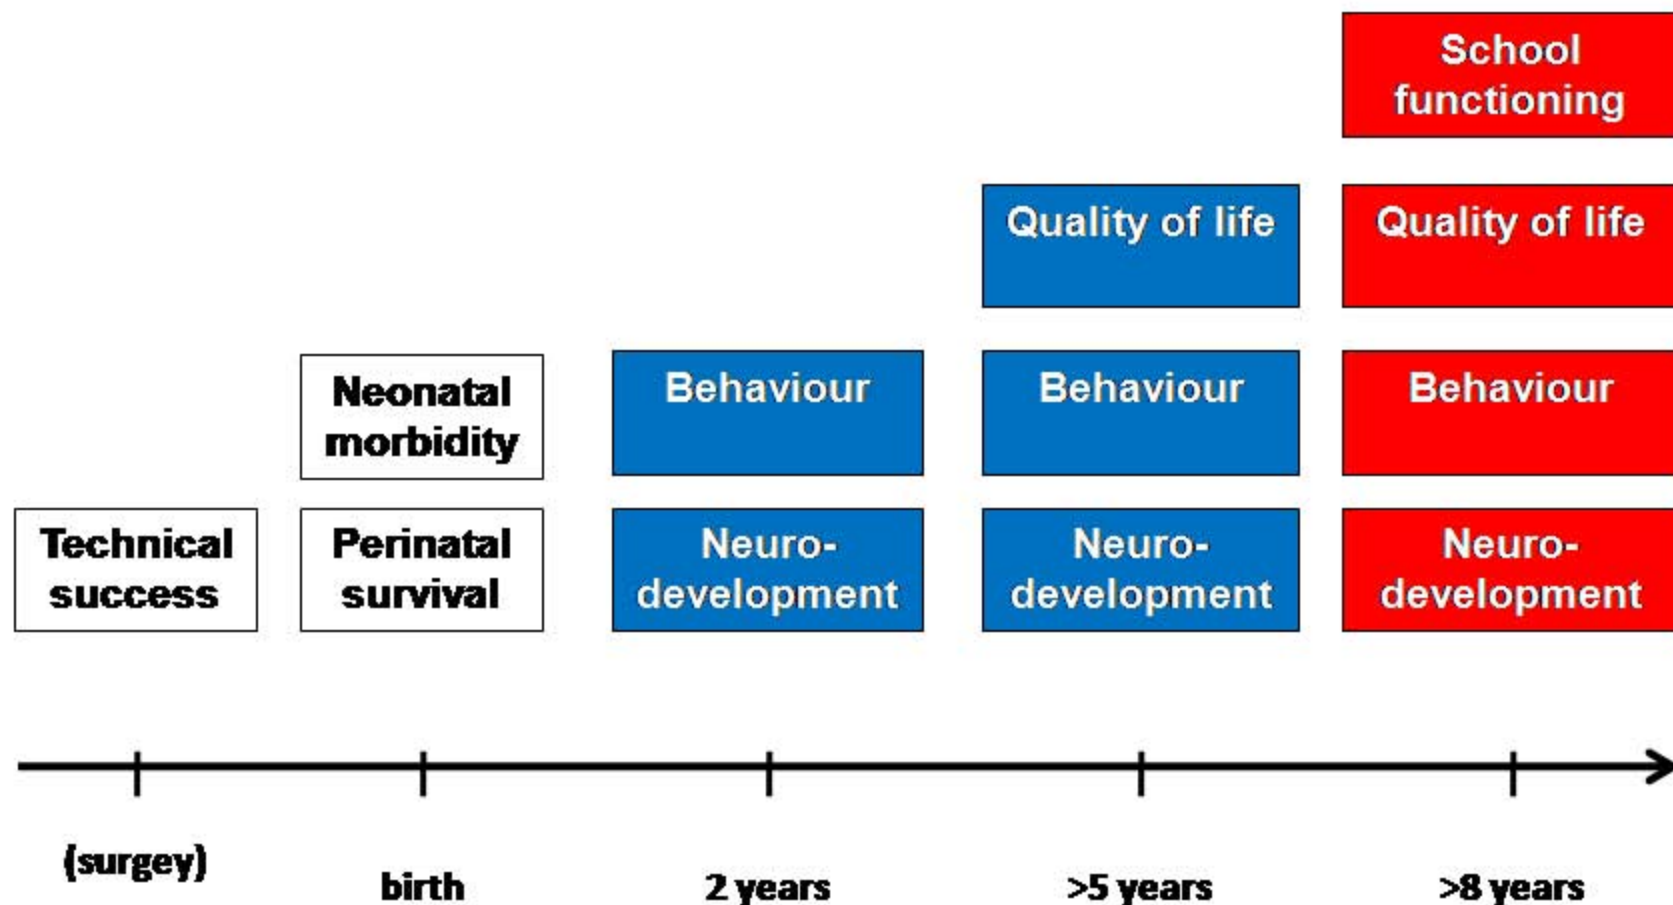 School
functioning
Quality of life
Quality of life
Neonatal
morbidity
Behaviour
Behaviour
Behaviour
Technical
success
Perinatal
survival
Neuro-
development
Neuro-
development
Neuro-
development
(surgey)
birth
2 years
>5 years
>8 years